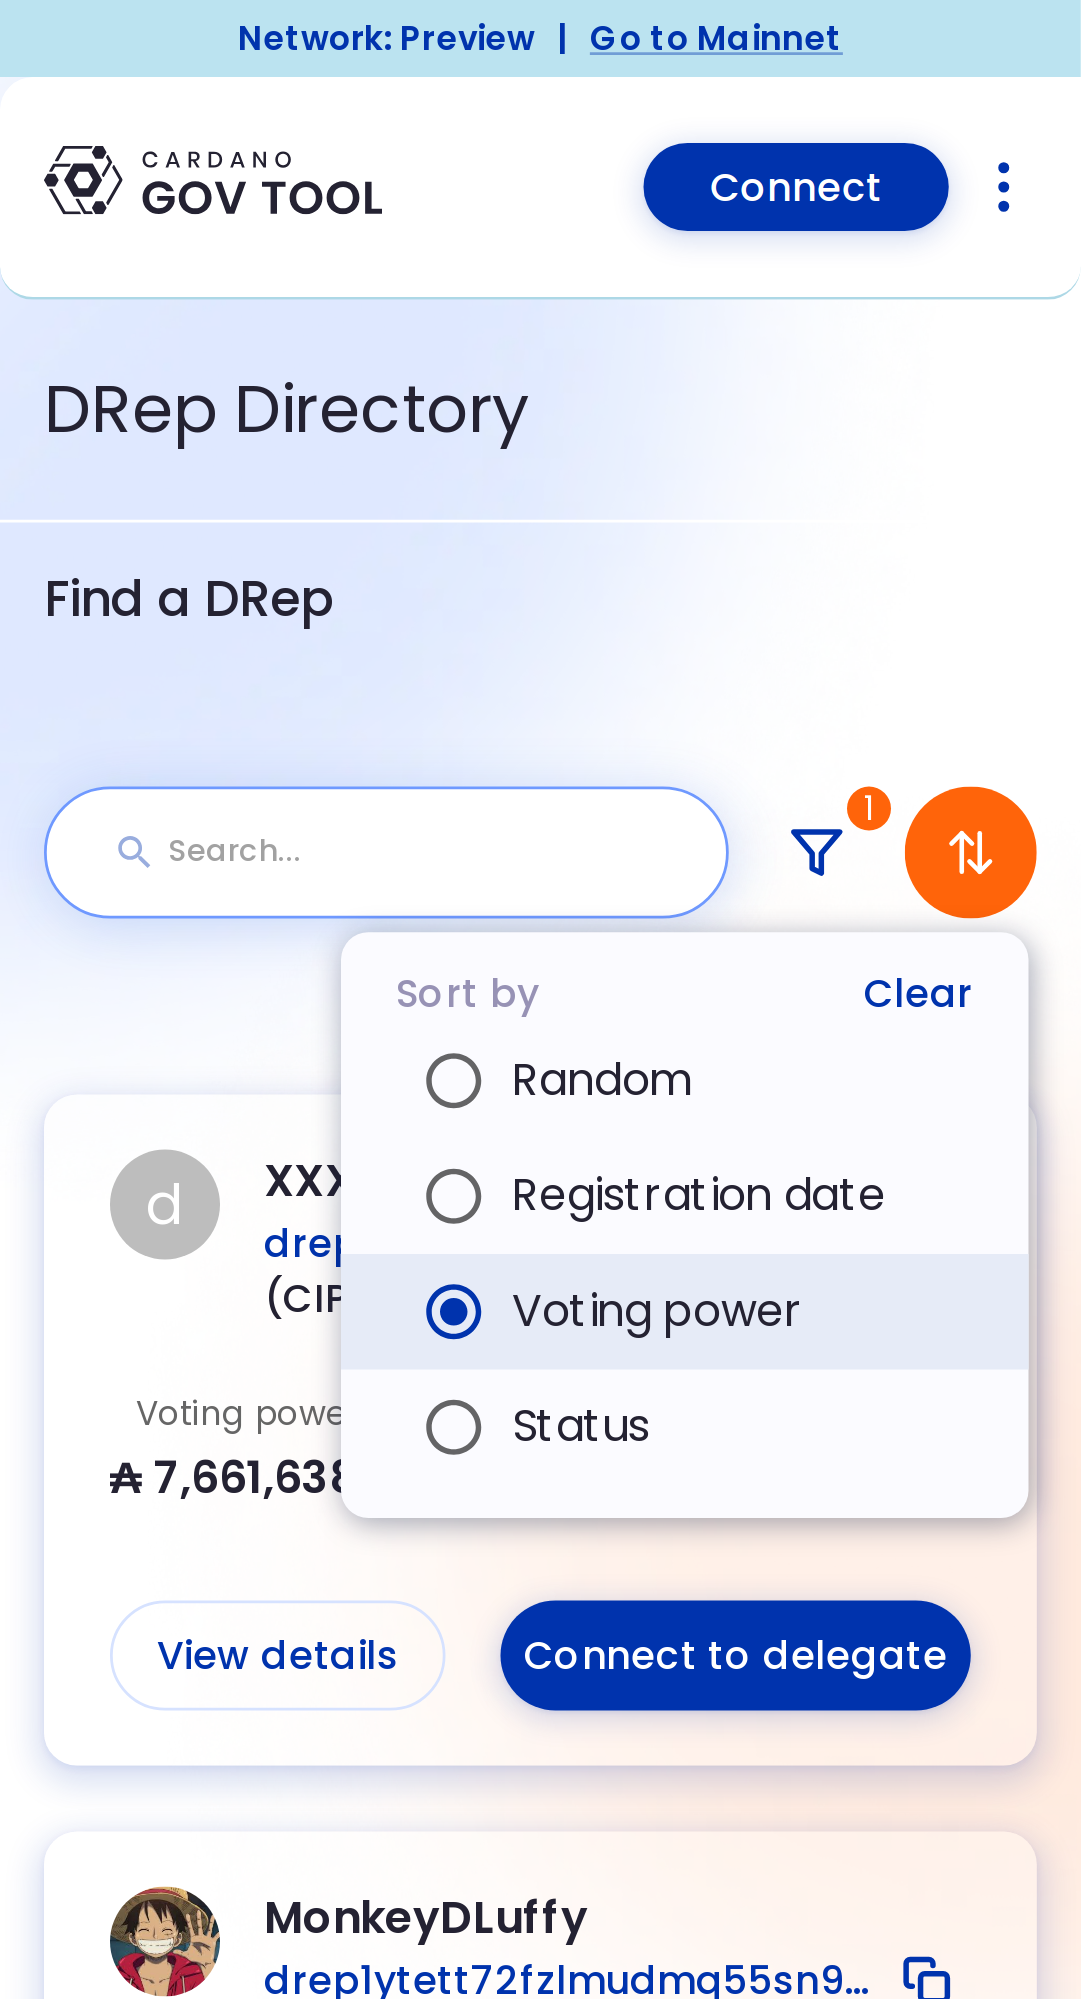 Network: Preview | Go to Mainnet
CARDANO
GOV TOOL
Connect
DRep Directory
Find a DRep
Search...
1
Sort by Clear
Random
Registration date
Voting power
Status
d
XXX
drep
(CIP
Voting powe
₳ 7,661,638
View details
Connect to delegate
MonkeyDLuffy
drep1ytett72fzlmudmq55sn9...